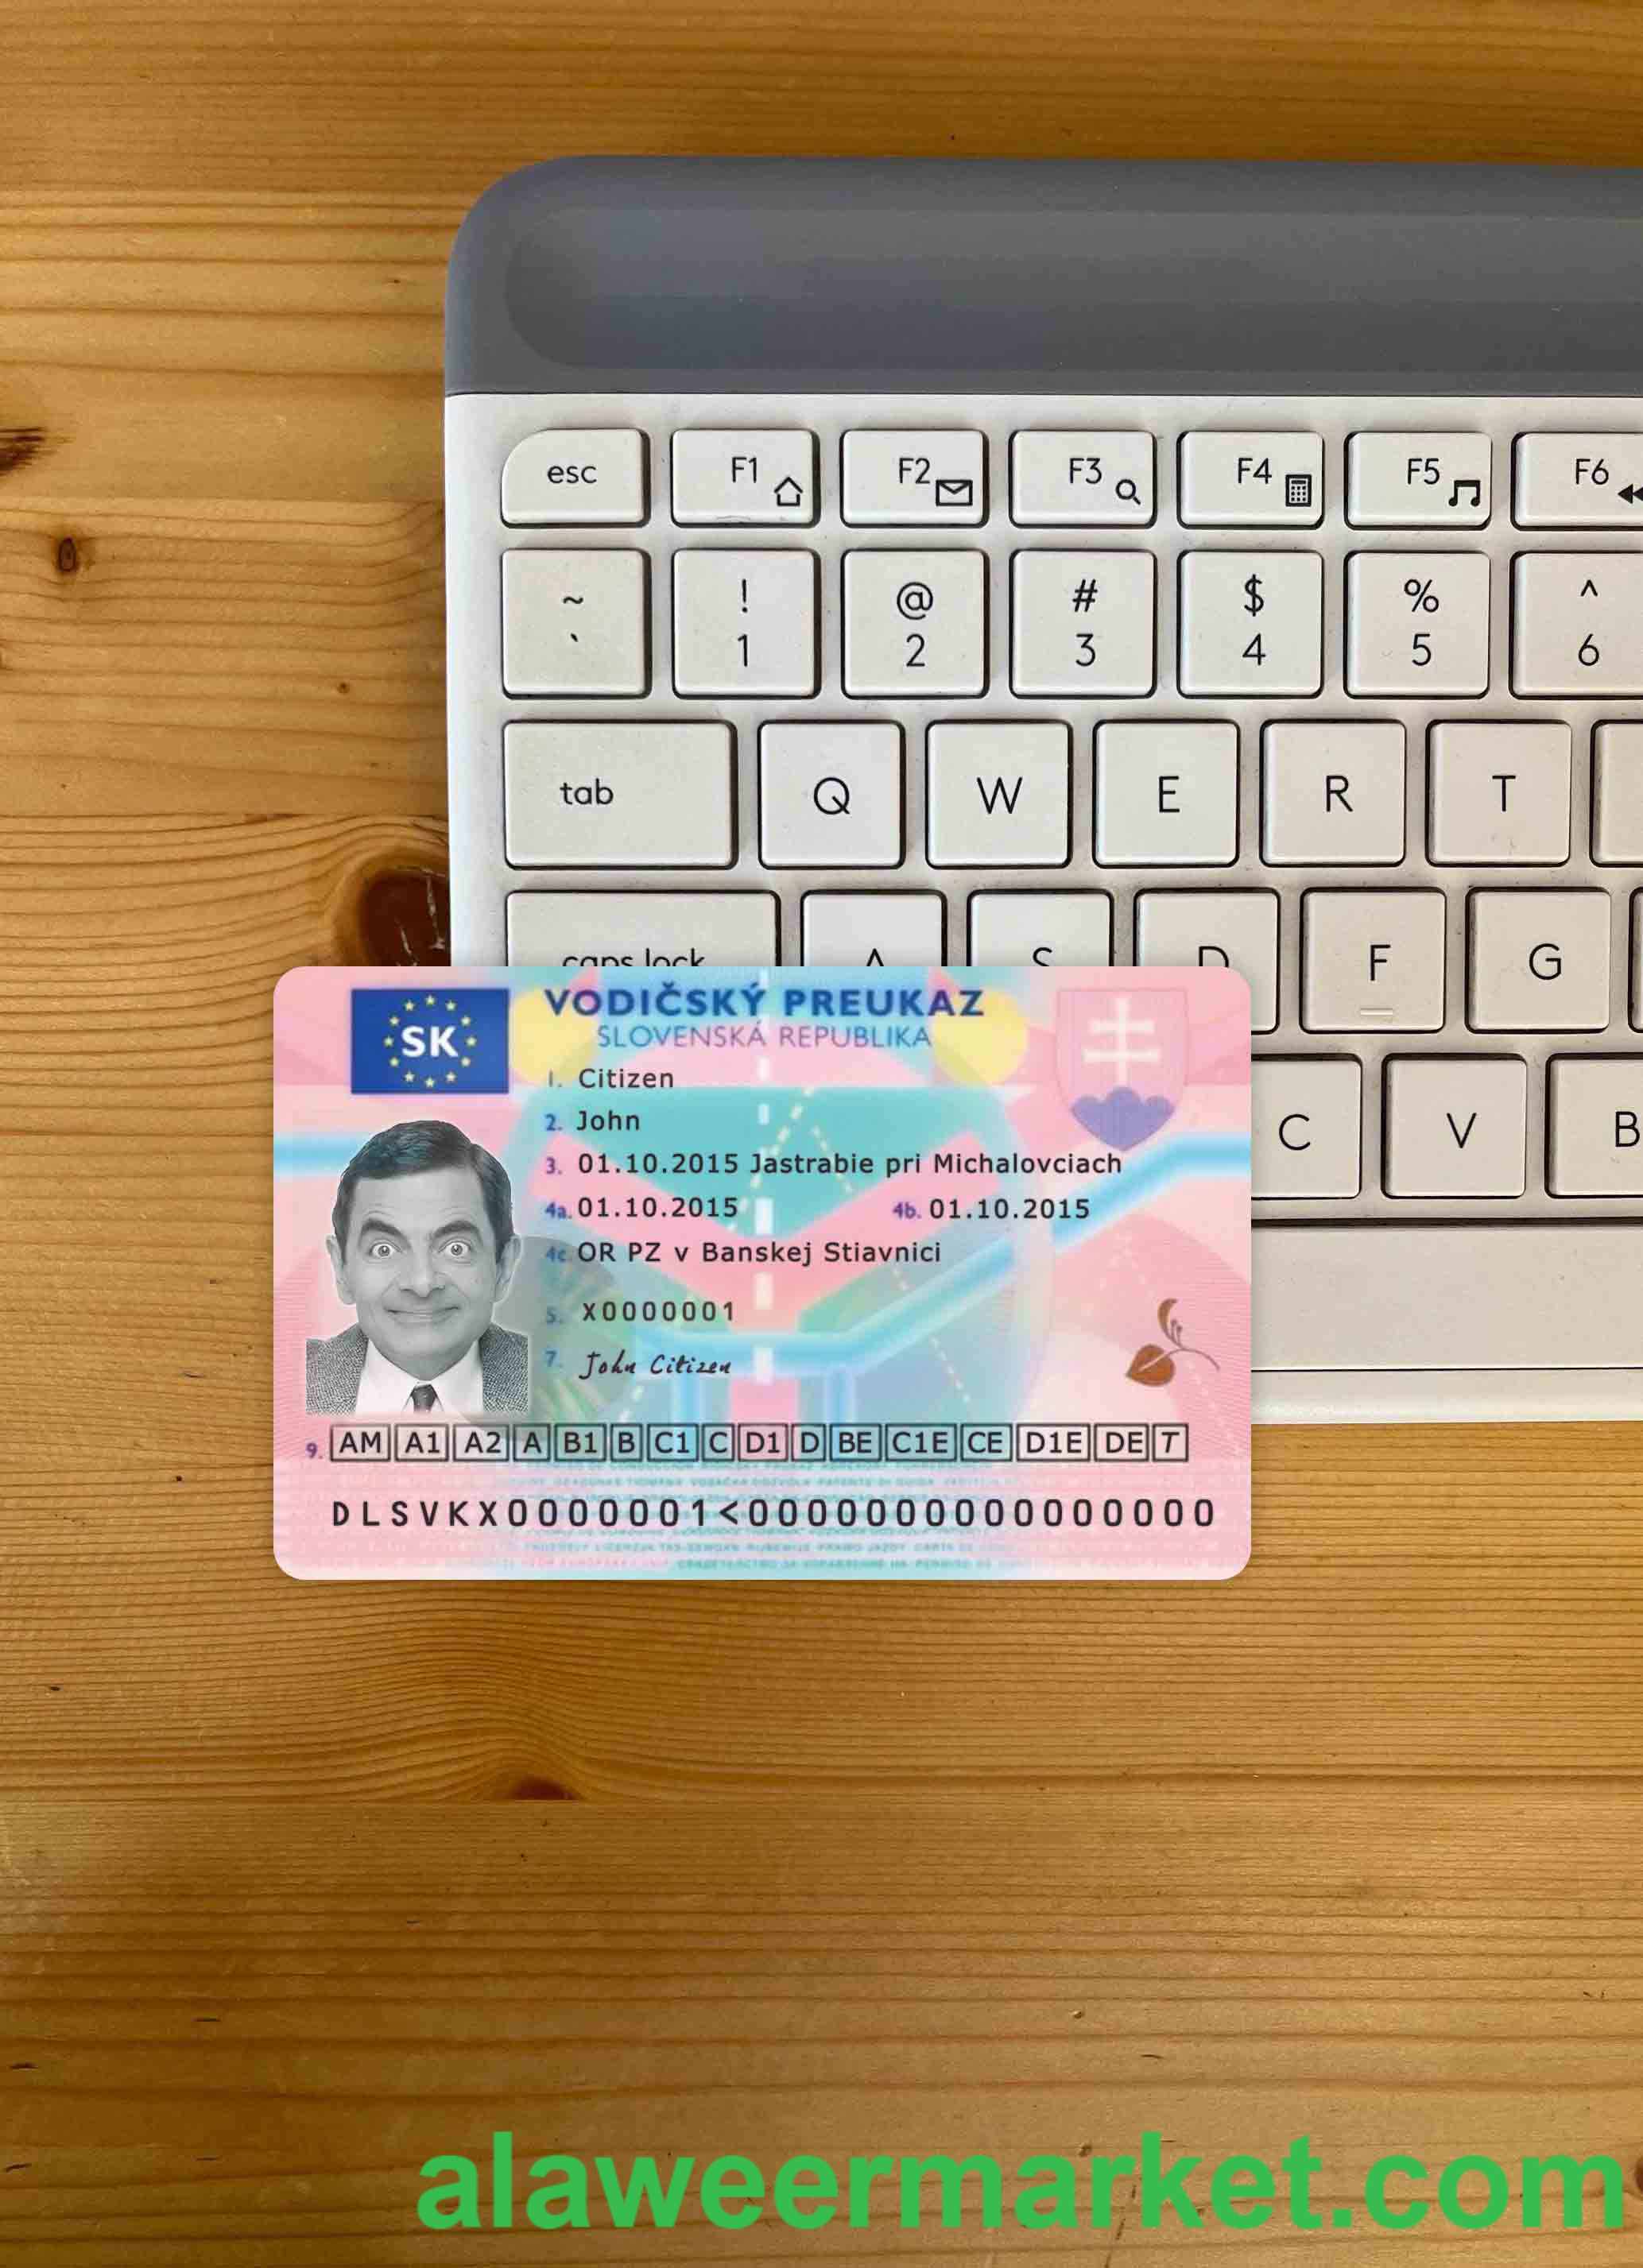 esc F1 F2 F3 F4 F5 F6
~ ! @ # $ % ^
` 1 2 3 4 5 6
tab Q W E R T
caps lock A S D F G
C V B
SK
VODIČSKÝ PREUKAZ
SLOVENSKÁ REPUBLIKA
1. Citizen
2. John
3. 01.10.2015 Jastrabie pri Michalovciach
4a. 01.10.2015 4b. 01.10.2015
4c. OR PZ v Banskej Stiavnici
5. X0000001
7. John Citizen
9. AM A1 A2 A B1 B C1 C D1 D BE C1E CE D1E DE T
DLSVKX0000001<0000000000000000
alaweermarket.com